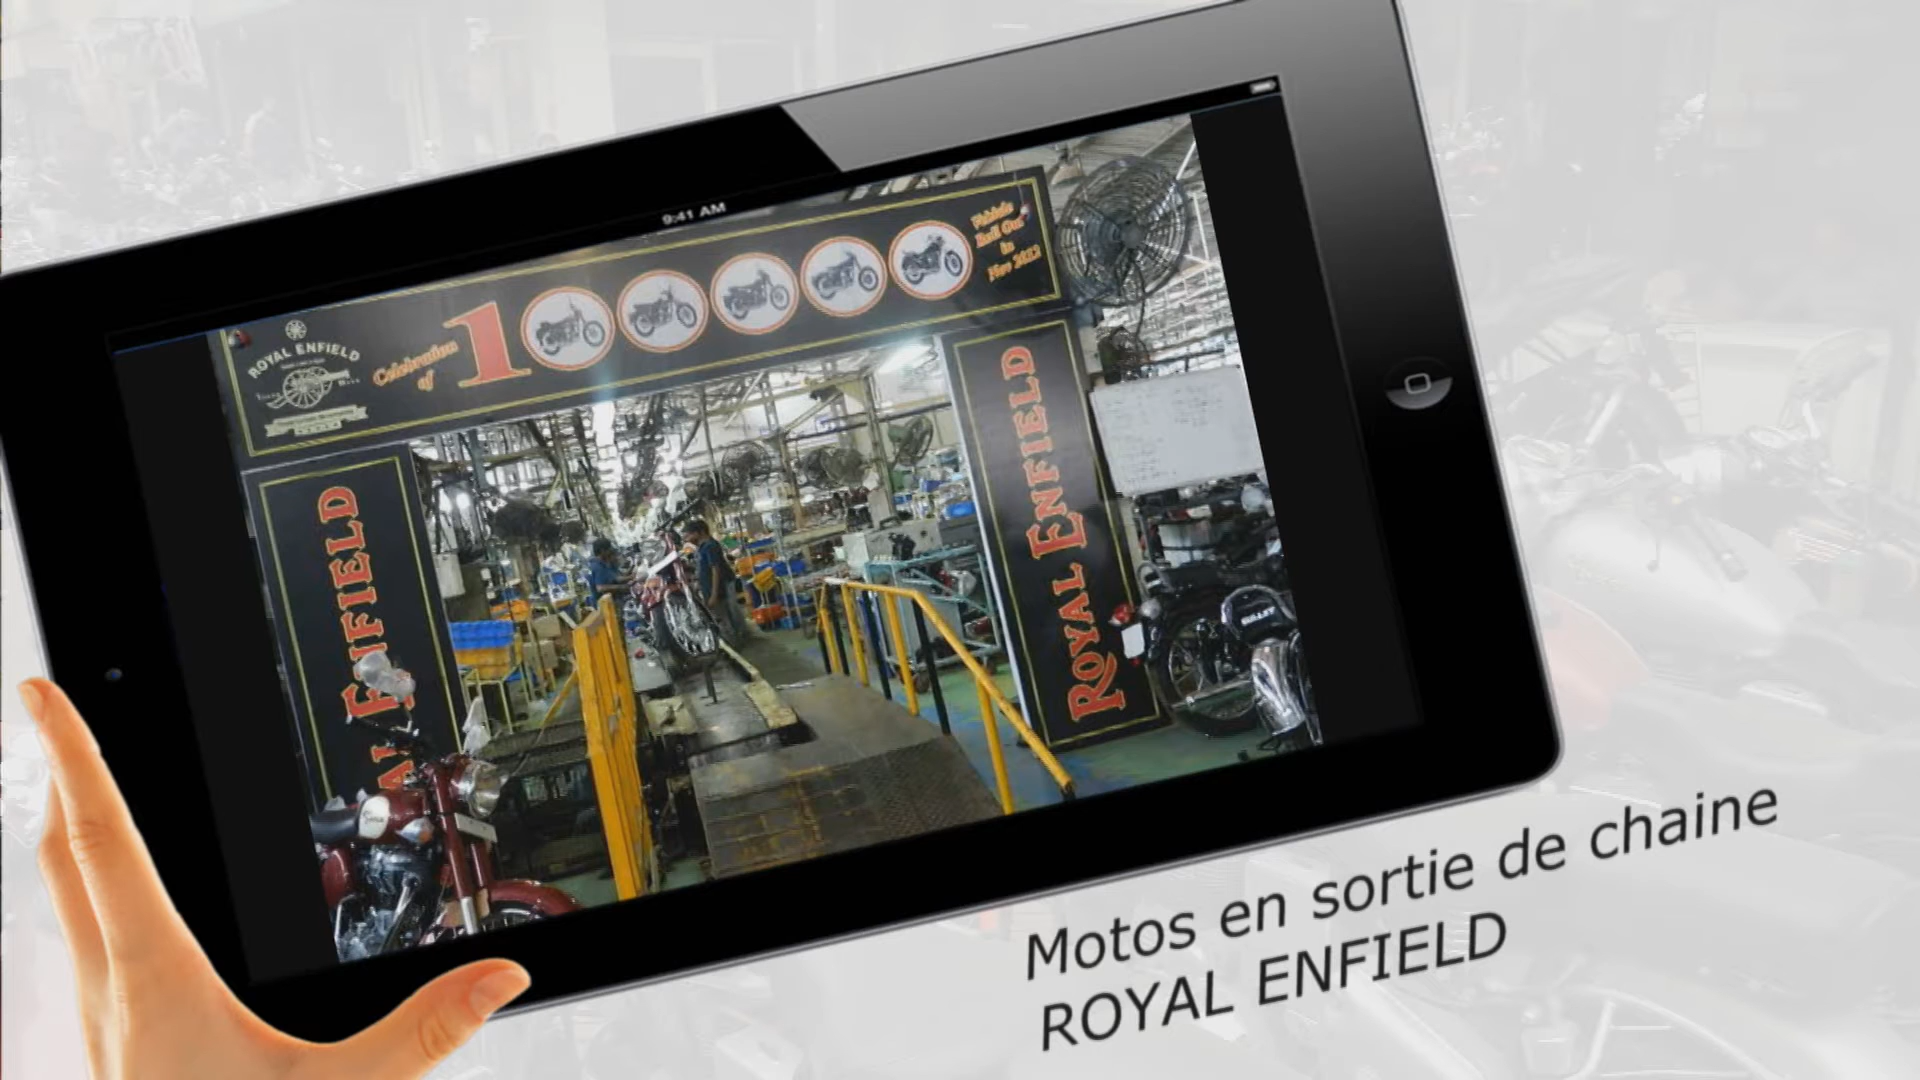 9:41 AM
ROYAL ENFIELD
Celebration
of
1
Vehicle
Roll Out
in
Nov 2012
ROYAL ENFIELD
ENFIELD
BULLET
Motos en sortie de chaine
ROYAL ENFIELD